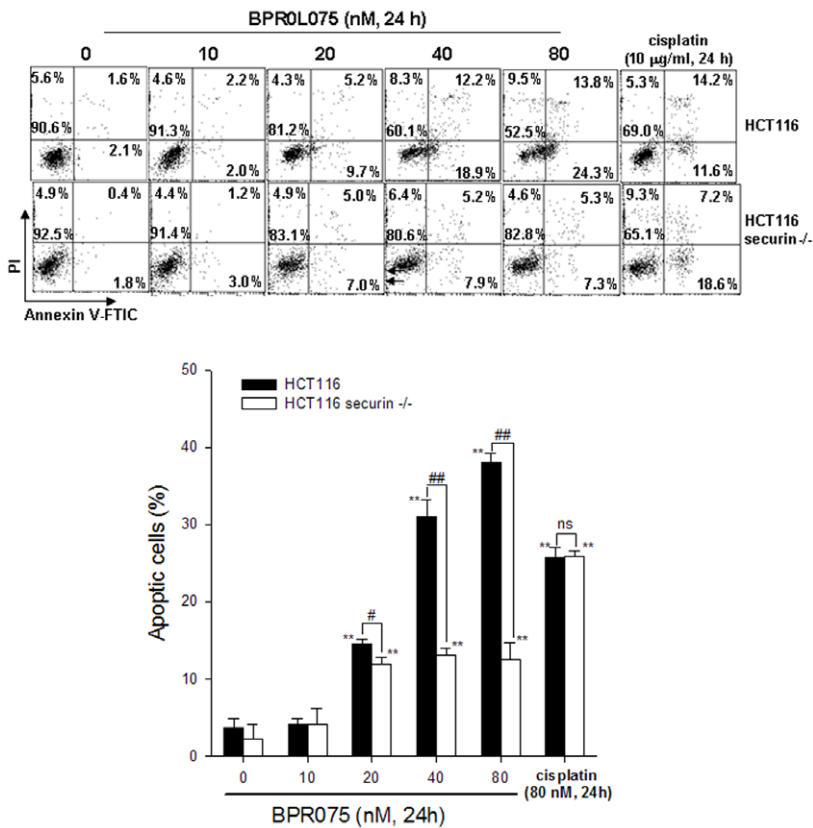 BPR0L075 (nM, 24 h)
0 10 20 40 80 cisplatin
(10 µg/ml, 24 h)
5.6% 1.6% 4.6% 2.2% 4.3% 5.2% 8.3% 12.2% 9.5% 13.8% 5.3% 14.2%
HCT116
90.6% 91.3% 81.2% 60.1% 52.5% 69.0%
2.1% 2.0% 9.7% 18.9% 24.3% 11.6%
4.9% 0.4% 4.4% 1.2% 4.9% 5.0% 6.4% 5.2% 4.6% 5.3% 9.3% 7.2%
HCT116
securin -/-
92.5% 91.4% 83.1% 80.6% 82.8% 65.1%
1.8% 3.0% 7.0% 7.9% 7.3% 18.6%
PI
Annexin V-FTIC
50
40
30
20
10
0
Apoptic cells (%)
HCT116
HCT116 securin -/-
** # **
** ## **
** ## **
** ns **
0 10 20 40 80 cisplatin
(80 nM, 24h)
BPR075 (nM, 24h)